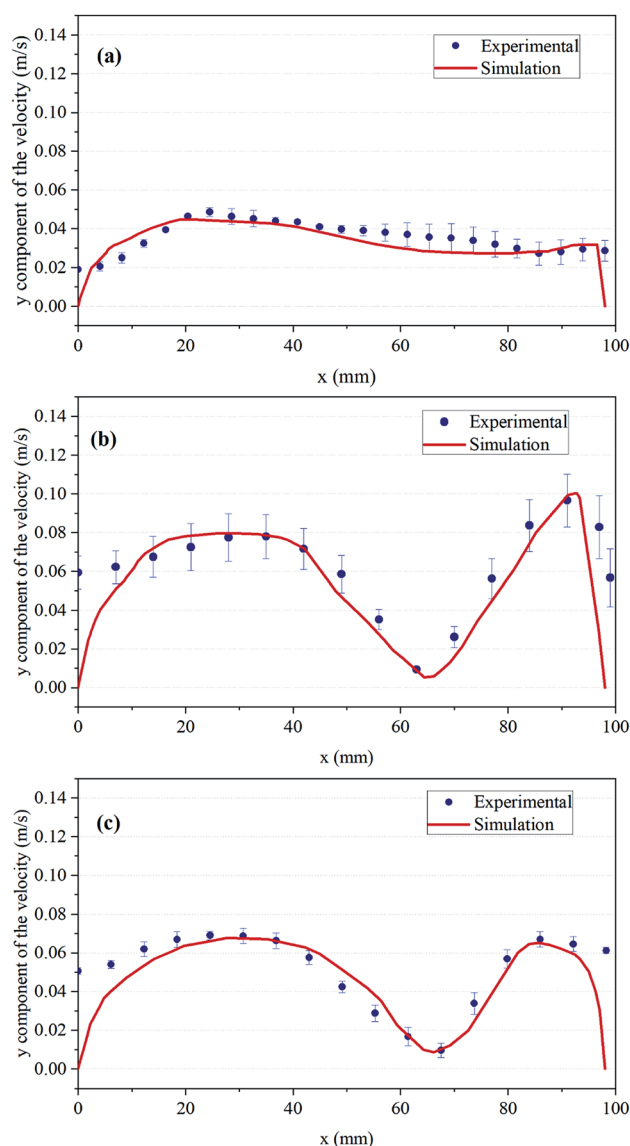 (a)
Experimental
Simulation
0.14
0.12
0.10
0.08
0.06
0.04
0.02
0.00
y component of the velocity (m/s)
0 20 40 60 80 100
x (mm)
(b)
Experimental
Simulation
0.14
0.12
0.10
0.08
0.06
0.04
0.02
0.00
y component of the velocity (m/s)
0 20 40 60 80 100
x (mm)
(c)
Experimental
Simulation
0.14
0.12
0.10
0.08
0.06
0.04
0.02
0.00
y component of the velocity (m/s)
0 20 40 60 80 100
x (mm)